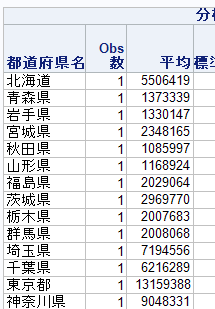 分
都道府県名 Obs数 平均 標準
北海道 1 5506419
青森県 1 1373339
岩手県 1 1330147
宮城県 1 2348165
秋田県 1 1085997
山形県 1 1168924
福島県 1 2029064
茨城県 1 2969770
栃木県 1 2007683
群馬県 1 2008068
埼玉県 1 7194556
千葉県 1 6216289
東京都 1 13159388
神奈川県 1 9048331